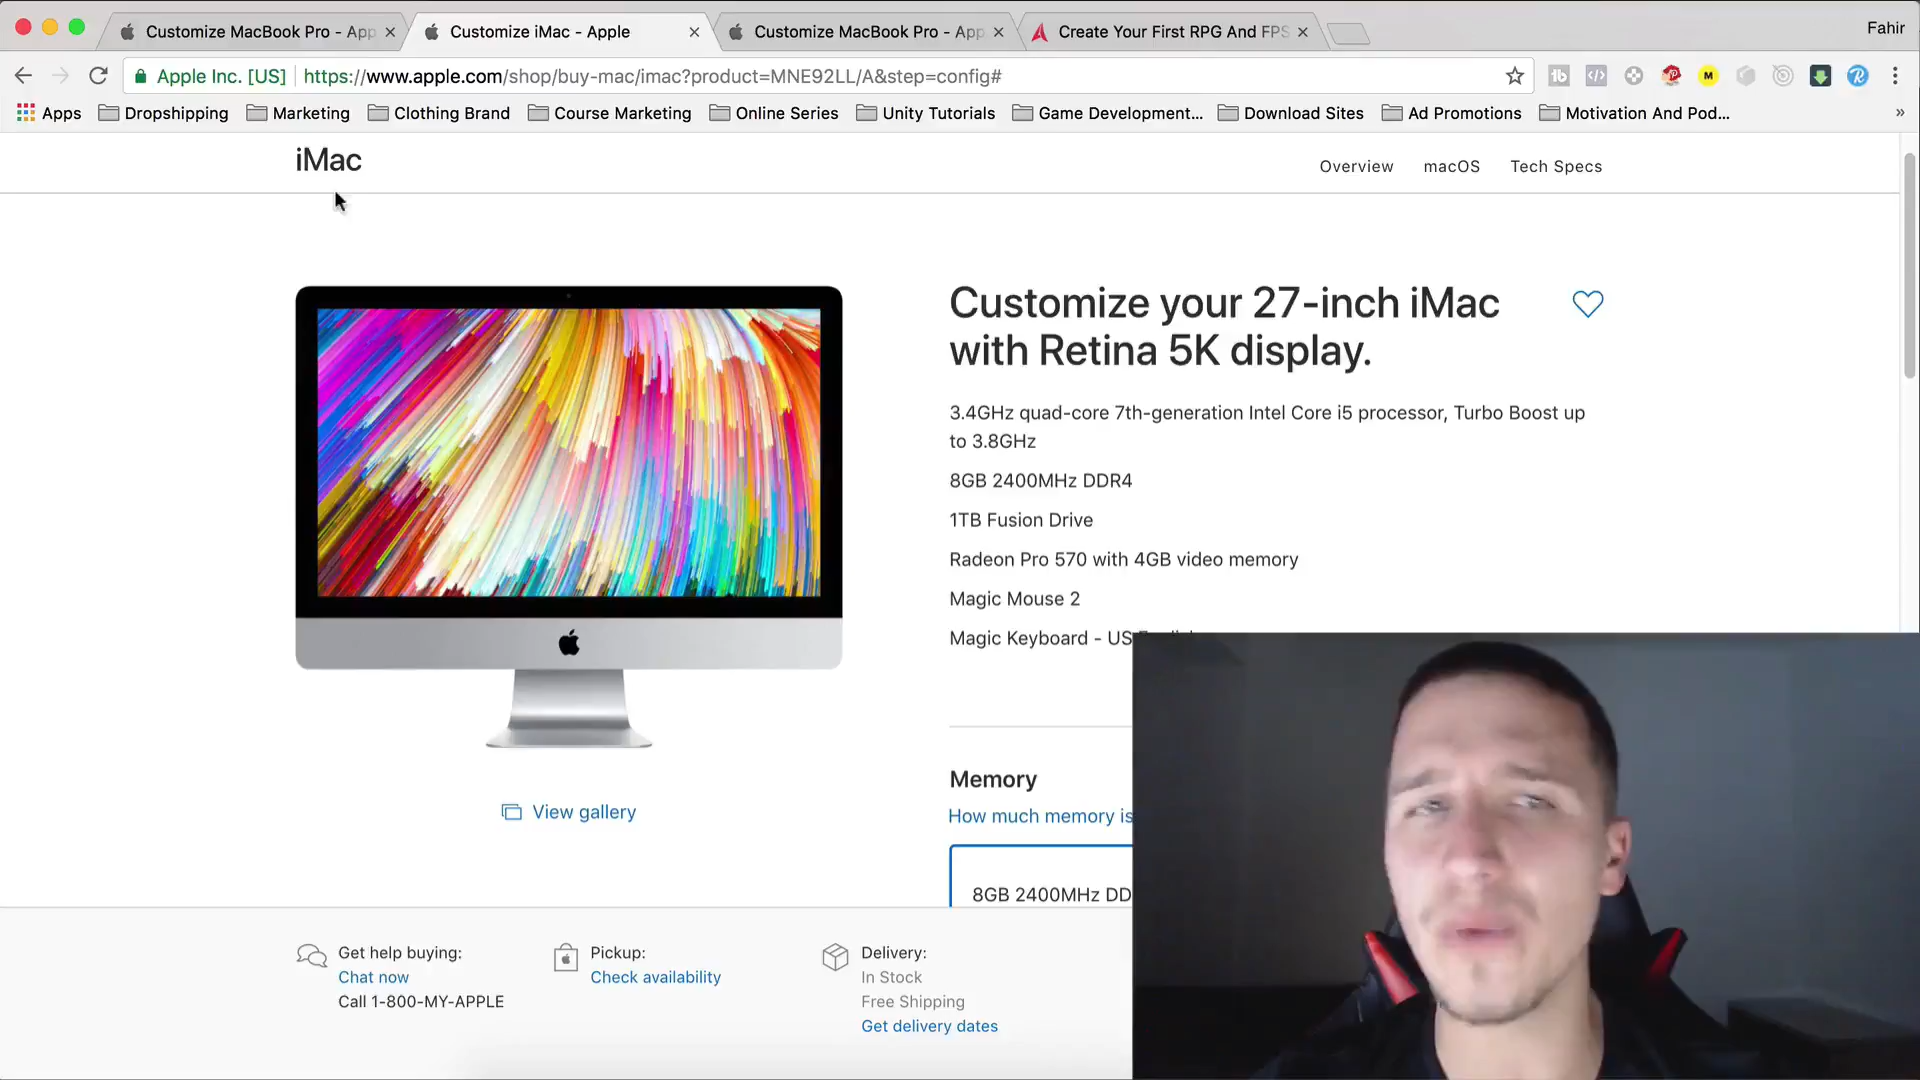 Customize MacBook Pro - App
Customize iMac - Apple
Customize MacBook Pro - App
Create Your First RPG And FPS
Fahir
Apple Inc. [US]
https://www.apple.com/shop/buy-mac/imac?product=MNE92LL/A&step=config#
Apps
Dropshipping
Marketing
Clothing Brand
Course Marketing
Online Series
Unity Tutorials
Game Development...
Download Sites
Ad Promotions
Motivation And Pod...
iMac
Overview
macOS
Tech Specs
Customize your 27-inch iMac
with Retina 5K display.
3.4GHz quad-core 7th-generation Intel Core i5 processor, Turbo Boost up
to 3.8GHz
8GB 2400MHz DDR4
1TB Fusion Drive
Radeon Pro 570 with 4GB video memory
Magic Mouse 2
Magic Keyboard - US
Memory
How much memory is
8GB 2400MHz DD
View gallery
Get help buying:
Chat now
Call 1-800-MY-APPLE
Pickup:
Check availability
Delivery:
In Stock
Free Shipping
Get delivery dates